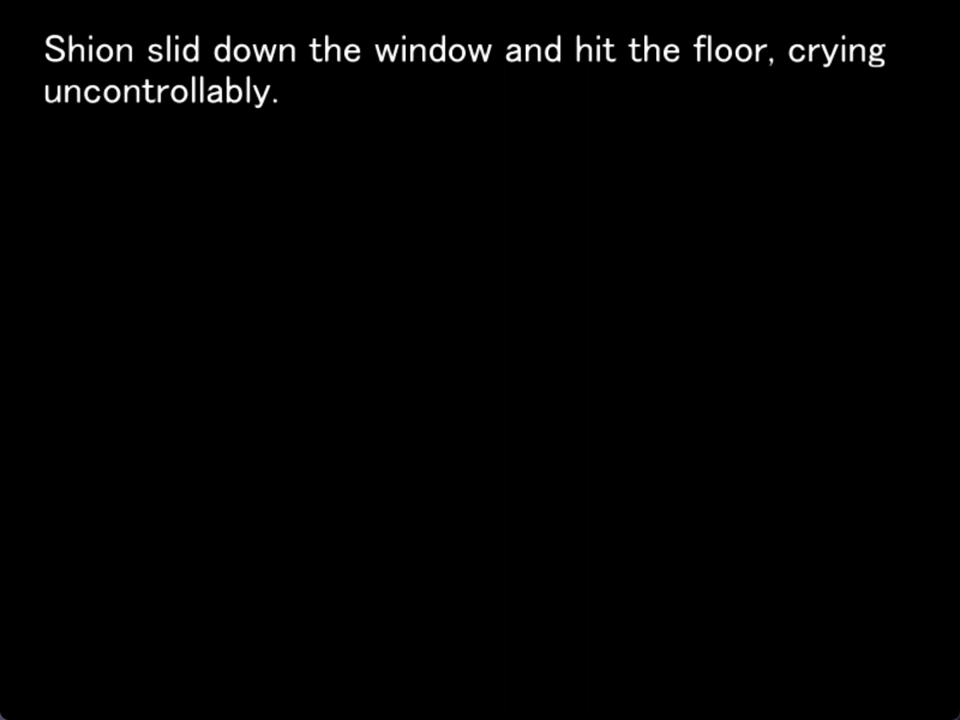 Shion slid down the window and hit the floor, crying
uncontrollably.